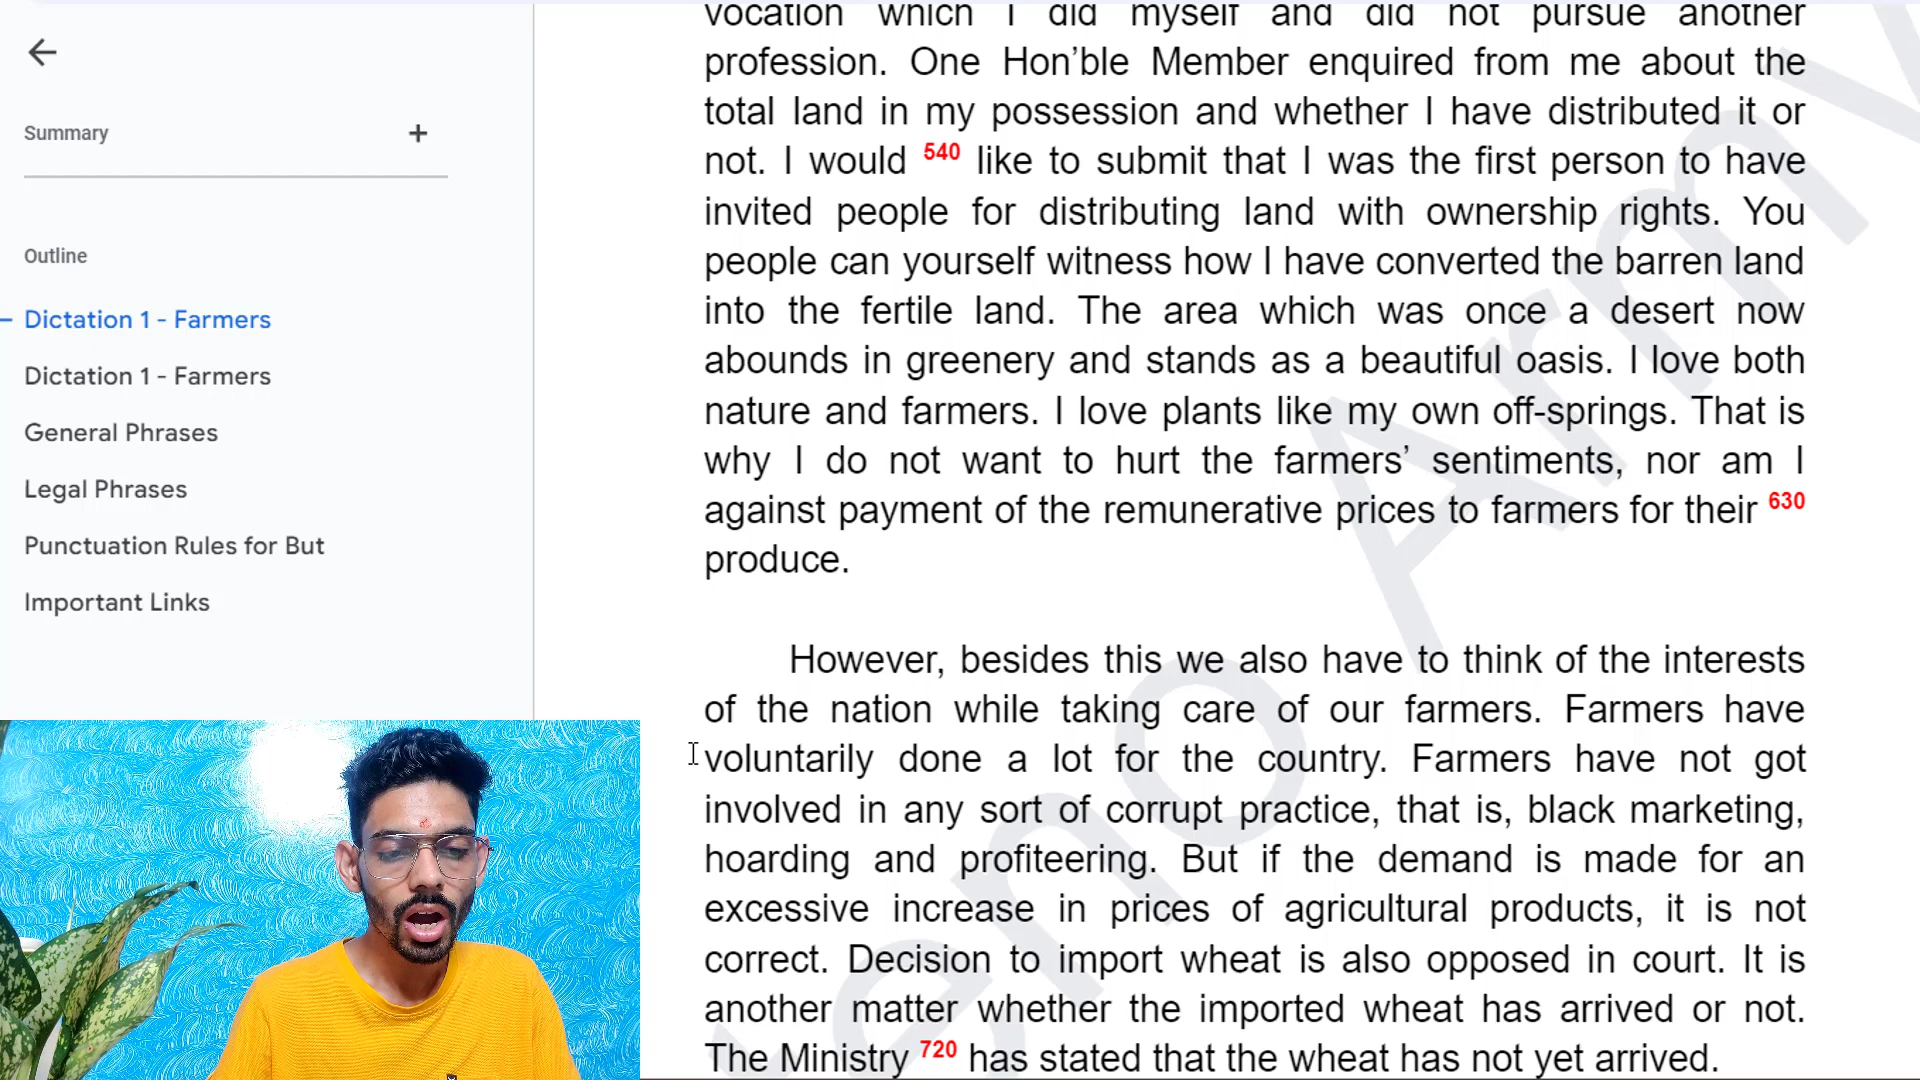 Summary
+
Outline
Dictation 1 - Farmers
Dictation 1 - Farmers
General Phrases
Legal Phrases
Punctuation Rules for But
Important Links
vocation which I did myself and did not pursue another
profession. One Hon’ble Member enquired from me about the
total land in my possession and whether I have distributed it or
not. I would 540 like to submit that I was the first person to have
invited people for distributing land with ownership rights. You
people can yourself witness how I have converted the barren land
into the fertile land. The area which was once a desert now
abounds in greenery and stands as a beautiful oasis. I love both
nature and farmers. I love plants like my own off-springs. That is
why I do not want to hurt the farmers’ sentiments, nor am I
against payment of the remunerative prices to farmers for their 630
produce.
However, besides this we also have to think of the interests
of the nation while taking care of our farmers. Farmers have
voluntarily done a lot for the country. Farmers have not got
involved in any sort of corrupt practice, that is, black marketing,
hoarding and profiteering. But if the demand is made for an
excessive increase in prices of agricultural products, it is not
correct. Decision to import wheat is also opposed in court. It is
another matter whether the imported wheat has arrived or not.
The Ministry 720 has stated that the wheat has not yet arrived.
eno Army